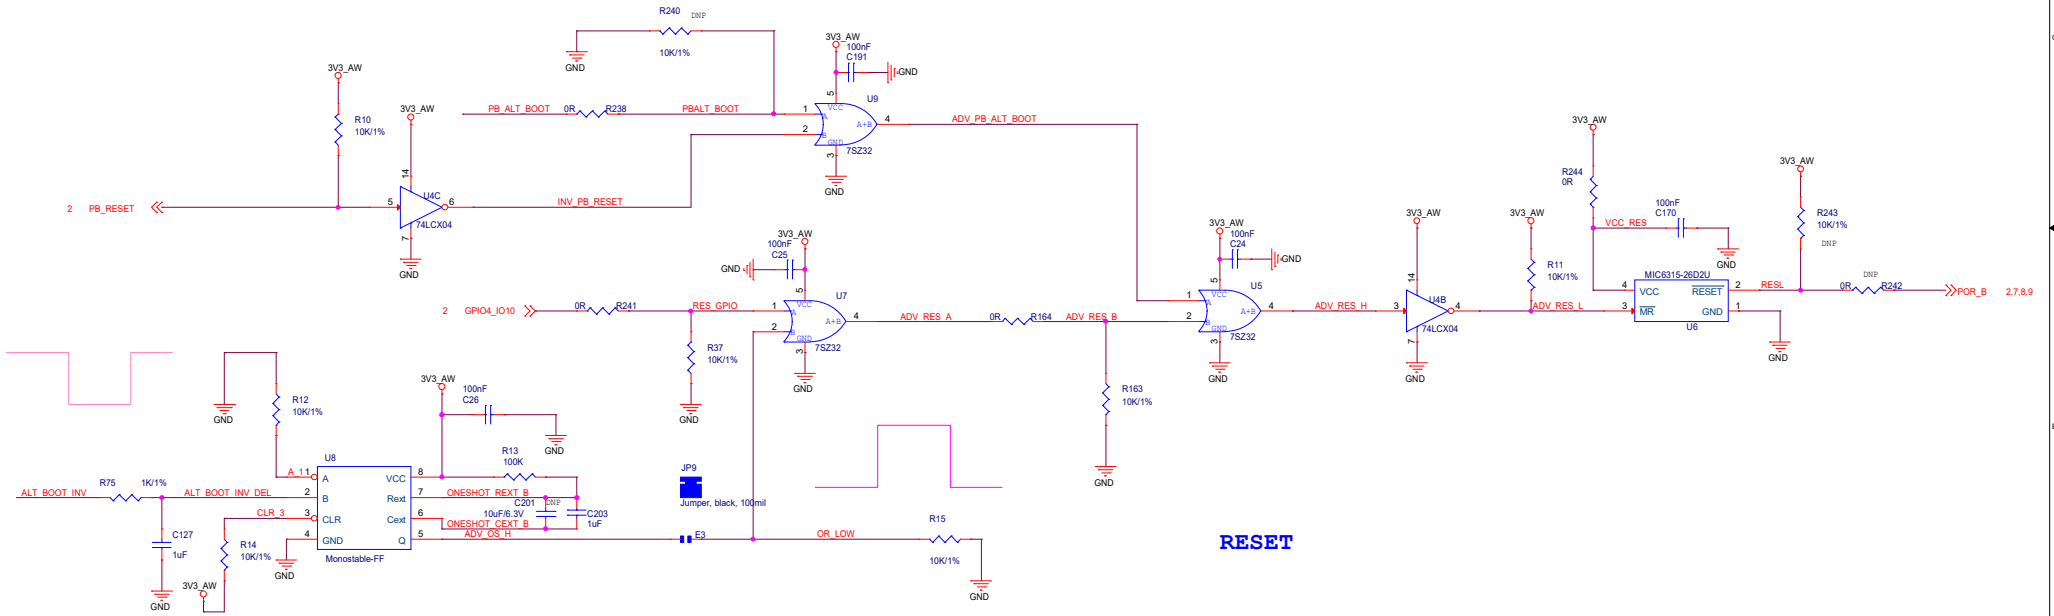 R240
DNP
10K/1%
GND
3V3_AW
100nF
C191
GND
3V3_AW
R10
10K/1%
3V3_AW
PB_ALT_BOOT
0R
R238
PBALT_BOOT
1
2
5
VCC
A
B
GND
A+B
U9
7SZ32
4
3
GND
ADV_PB_ALT_BOOT
2 PB_RESET
5
14
U4C
6
74LCX04
7
GND
INV_PB_RESET
3V3_AW
100nF
C25
GND
2 GPIO4_IO10
0R
R241
RES_GPIO
1
2
5
VCC
A
B
GND
A+B
U7
7SZ32
4
3
GND
R37
10K/1%
GND
ADV_RES_A
0R
R164
ADV_RES_B
R163
10K/1%
GND
3V3_AW
100nF
C24
GND
1
2
5
VCC
A
B
GND
A+B
U5
7SZ32
4
3
GND
ADV_RES_H
3V3_AW
3
14
U4B
4
74LCX04
7
GND
3V3_AW
R11
10K/1%
ADV_RES_L
3V3_AW
R244
0R
VCC_RES
100nF
C170
GND
MIC6315-26D2U
4
VCC
RESET
2
3
MR
GND
1
U6
GND
RESL
3V3_AW
R243
10K/1%
DNP
DNP
0R
R242
POR_B 2,7,8,9
GND
R12
10K/1%
3V3_AW
100nF
C26
GND
U8
A_1
1
A
VCC
8
2
B
Rext
7
3
CLR
Cext
6
4
GND
Q
5
Monostable-FF
ALT_BOOT_INV
R75
1K/1%
ALT_BOOT_INV_DEL
CLR_3
C127
1uF
GND
R14
10K/1%
3V3_AW
GND
R13
100K
ONESHOT_REXT_B
C201
DNP
10uF/6.3V
C203
1uF
ONESHOT_CEXT_B
ADV_OS_H
JP9
Jumper, black, 100mil
E3
OR_LOW
R15
10K/1%
GND
RESET
C
B